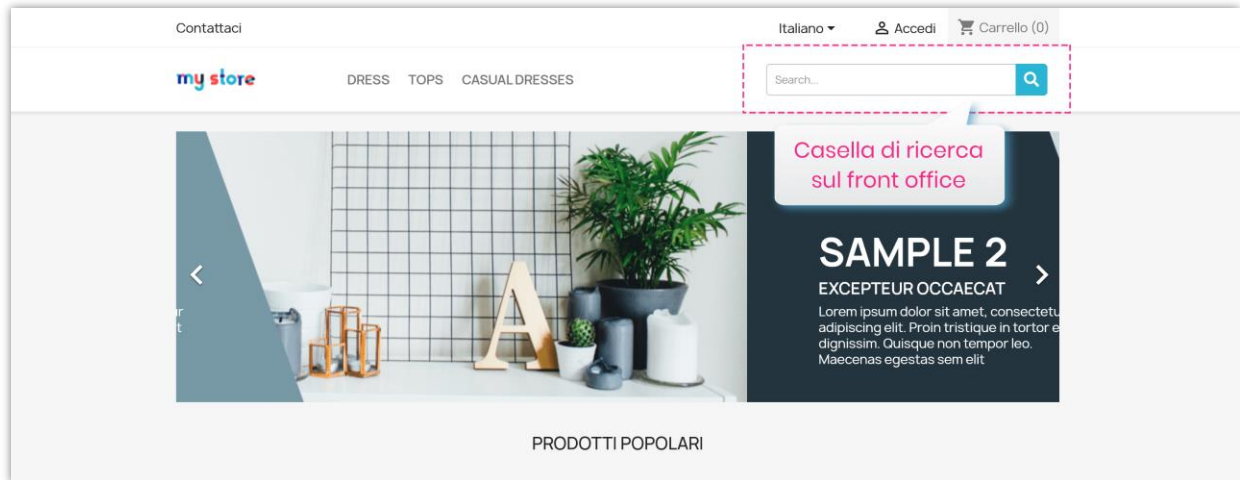 Contattaci
Italiano
Accedi
Carrello (0)
my store
DRESS TOPS CASUAL DRESSES
Search...
Casella di ricerca
sul front office
SAMPLE 2
EXCEPTEUR OCCAECAT
Lorem ipsum dolor sit amet, consectetu
adipiscing elit. Proin tristique in tortor e
dignissim. Quisque non tempor leo.
Maecenas egestas sem elit
PRODOTTI POPOLARI